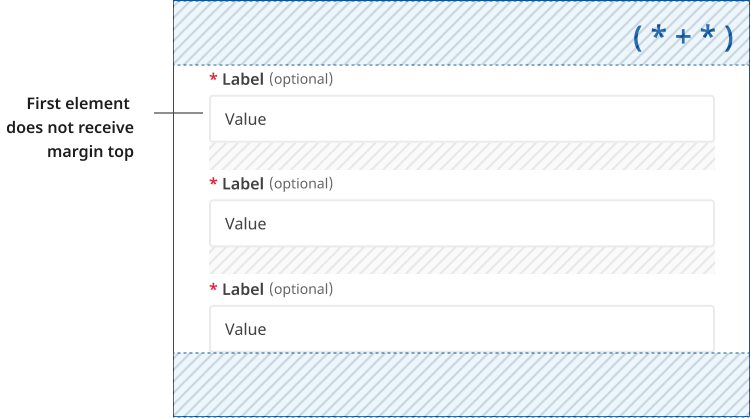 ( * + * )
* Label (optional)
First element
does not receive
margin top
Value
* Label (optional)
Value
* Label (optional)
Value